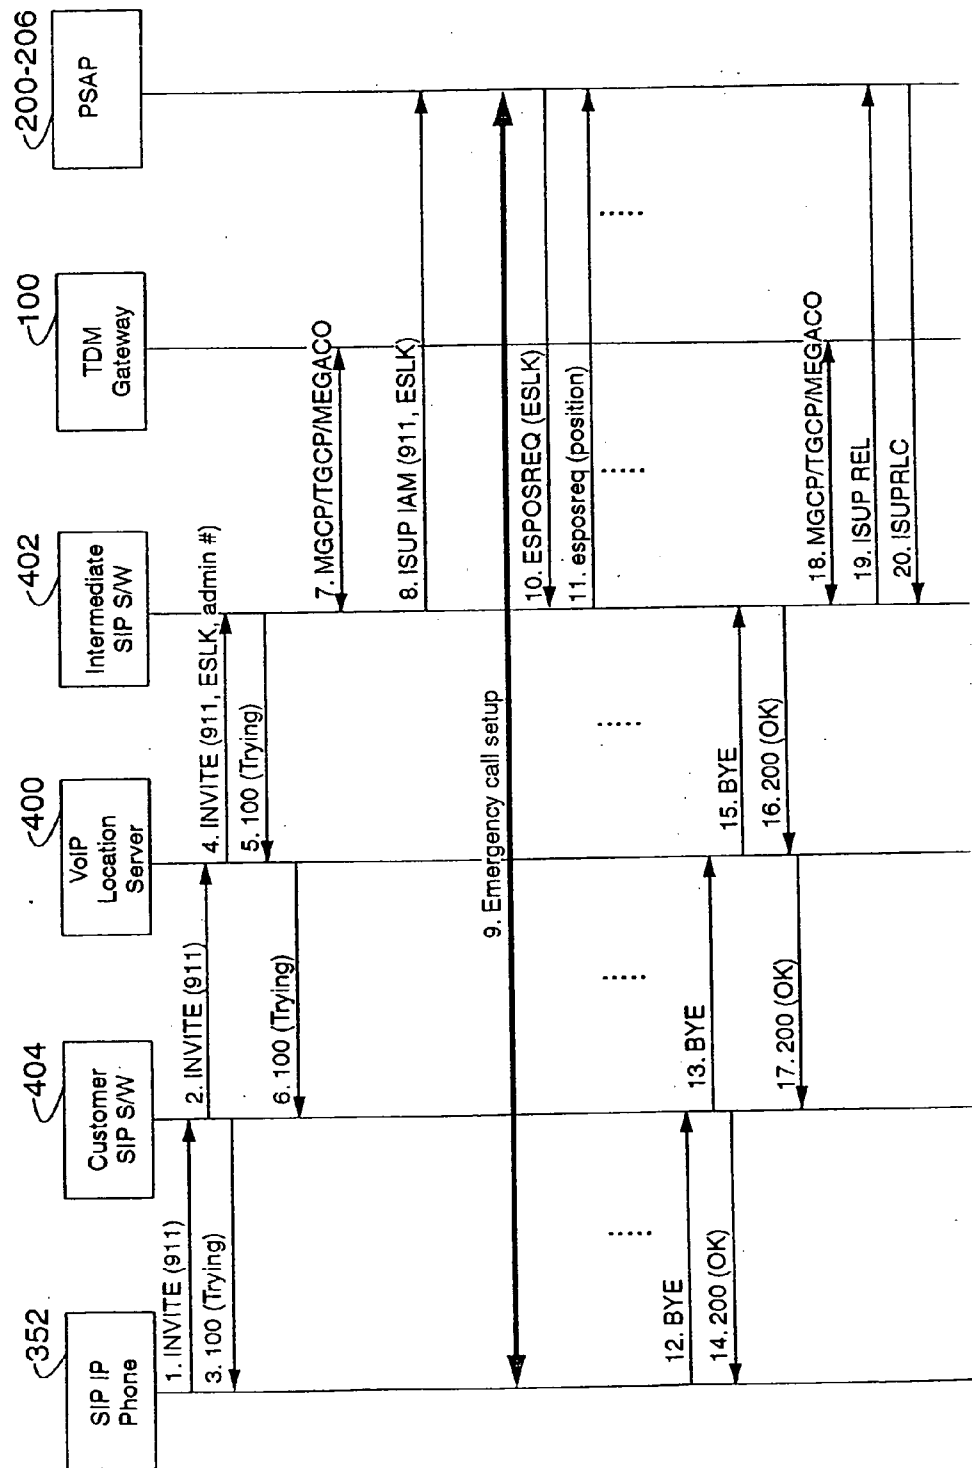 352
SIP IP
Phone
404
Customer
SIP S/W
400
VoIP
Location
Server
402
Intermediate
SIP S/W
100
TDM
Gateway
200-206
PSAP
1. INVITE (911)
2. INVITE (911)
3. 100 (Trying)
4. INVITE (911, ESLK, admin #)
5. 100 (Trying)
6. 100 (Trying)
7. MGCP/TGCP/MEGACO
8. ISUP IAM (911, ESLK)
9. Emergency call setup
10. ESPOSREQ (ESLK)
11. esposreq (position)
12. BYE
13. BYE
14. 200 (OK)
15. BYE
16. 200 (OK)
17. 200 (OK)
18. MGCP/TGCP/MEGACO
19. ISUP REL
20. ISUPRLC